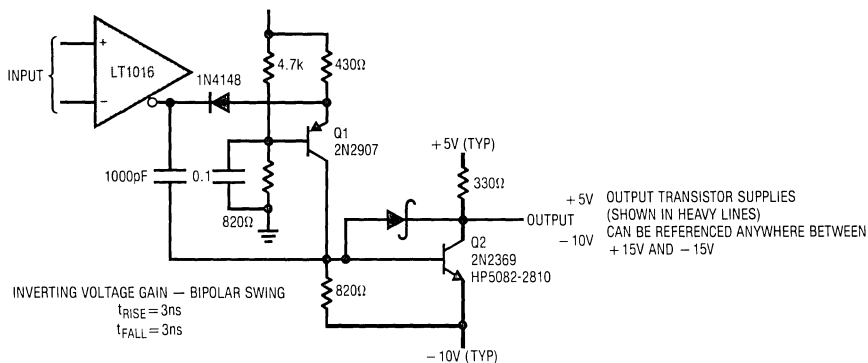 4.7k
430Ω
+
LT1016
INPUT
1N4148
−
Q1
2N2907
+5V (TYP)
1000pF
0.1
330Ω
820Ω
OUTPUT
+5V
−10V
OUTPUT TRANSISTOR SUPPLIES
(SHOWN IN HEAVY LINES)
CAN BE REFERENCED ANYWHERE BETWEEN
+15V AND −15V
Q2
2N2369
HP5082-2810
820Ω
INVERTING VOLTAGE GAIN — BIPOLAR SWING
tRISE=3ns
tFALL=3ns
−10V (TYP)